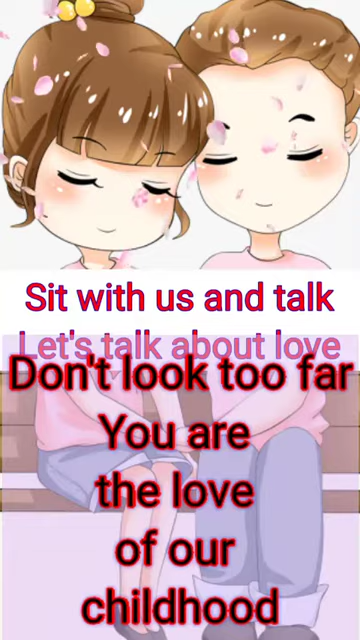 Sit with us and talk
Let's talk about love
Don't look too far
You are
the love
of our
childhood